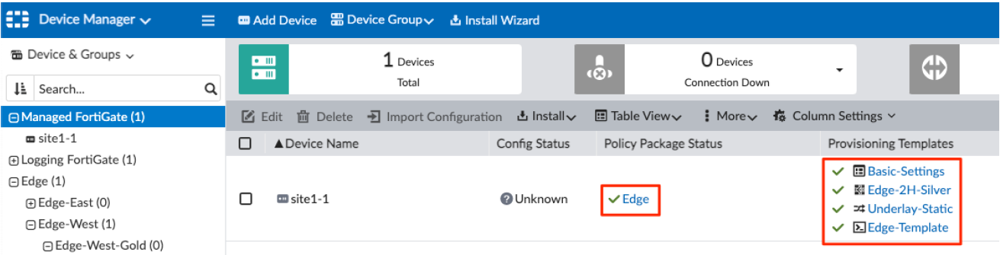 Device Manager
Add Device Device Group Install Wizard
Device & Groups
Search...
Managed FortiGate (1)
site1-1
Logging FortiGate (1)
Edge (1)
Edge-East (0)
Edge-West (1)
Edge-West-Gold (0)
1 Devices
Total
0 Devices
Connection Down
Edit Delete Import Configuration Install Table View More Column Settings
Device Name Config Status Policy Package Status Provisioning Templates
site1-1 Unknown Edge
Basic-Settings
Edge-2H-Silver
Underlay-Static
Edge-Template